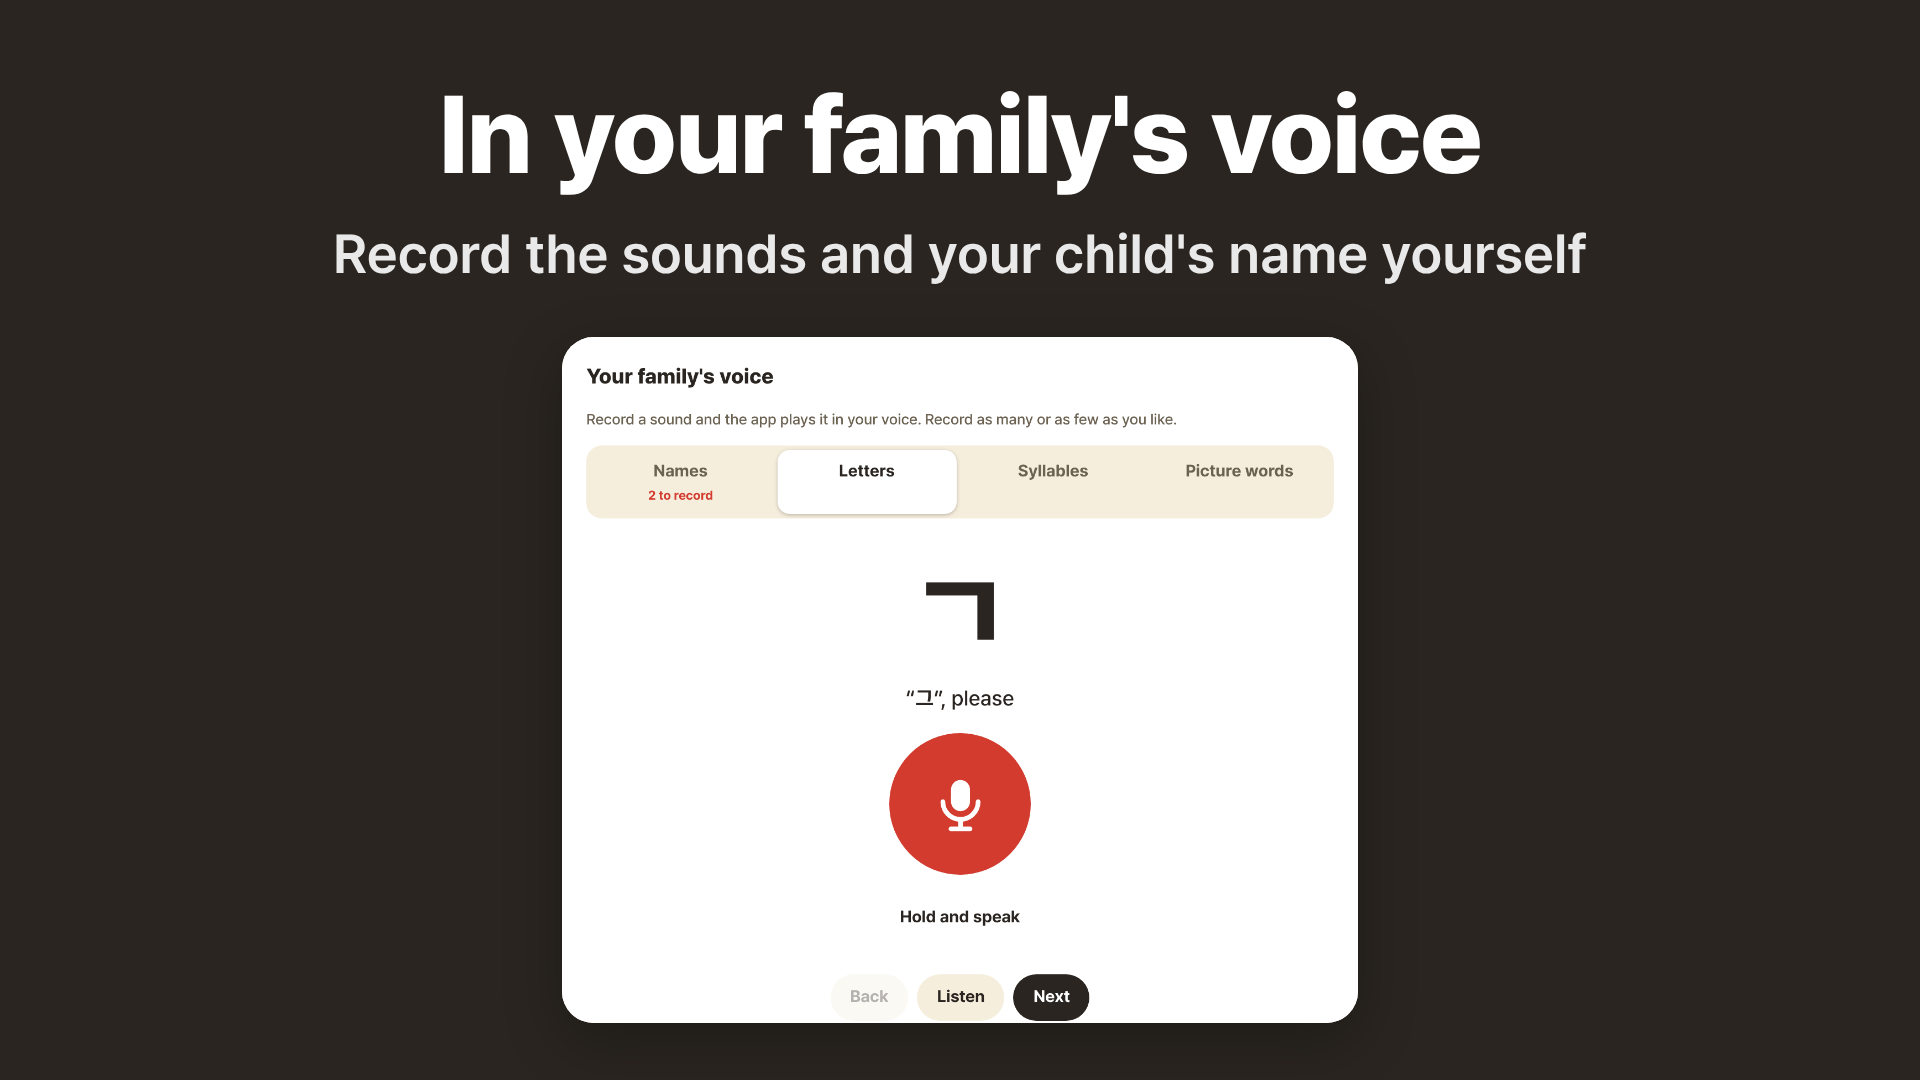 In your family's voice
Record the sounds and your child's name yourself
Your family's voice
Record a sound and the app plays it in your voice. Record as many or as few as you like.
Names
2 to record
Letters
Syllables
Picture words
ㄱ
“그”, please
Hold and speak
Back
Listen
Next